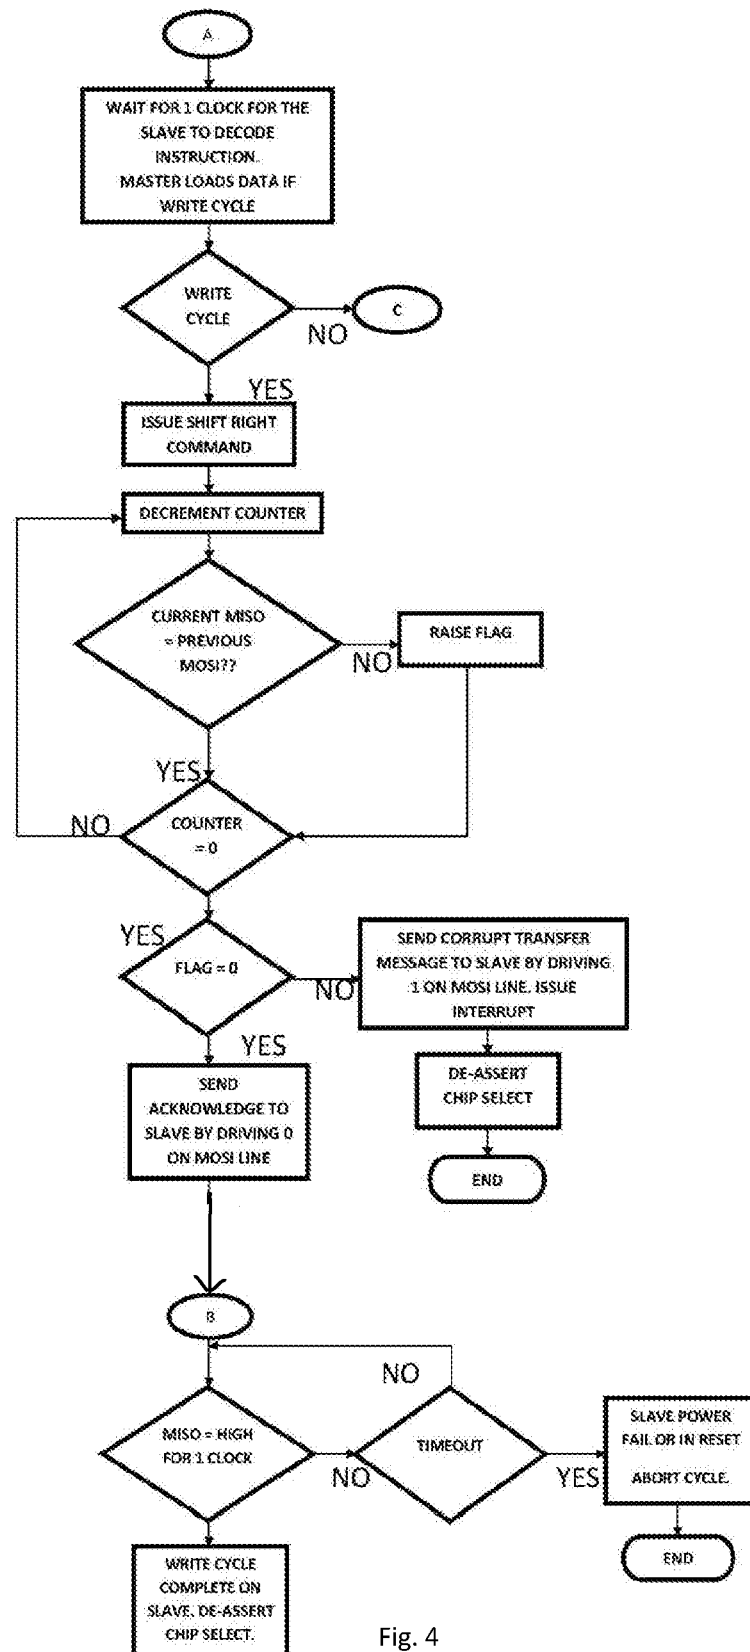 A
WAIT FOR 1 CLOCK FOR THE
SLAVE TO DECODE
INSTRUCTION.
MASTER LOADS DATA IF
WRITE CYCLE
WRITE
CYCLE
NO
C
YES
ISSUE SHIFT RIGHT
COMMAND
DECREMENT COUNTER
CURRENT MISO
= PREVIOUS
MOSI??
NO
RAISE FLAG
YES
COUNTER
= 0
NO
YES
FLAG = 0
NO
SEND CORRUPT TRANSFER
MESSAGE TO SLAVE BY DRIVING
1 ON MOSI LINE. ISSUE
INTERRUPT
DE-ASSERT
CHIP SELECT
END
YES
SEND
ACKNOWLEDGE TO
SLAVE BY DRIVING 0
ON MOSI LINE
B
NO
MISO = HIGH
FOR 1 CLOCK
NO
TIMEOUT
YES
SLAVE POWER
FAIL OR IN RESET
ABORT CYCLE.
END
WRITE CYCLE
COMPLETE ON
SLAVE. DE-ASSERT
CHIP SELECT.
Fig. 4